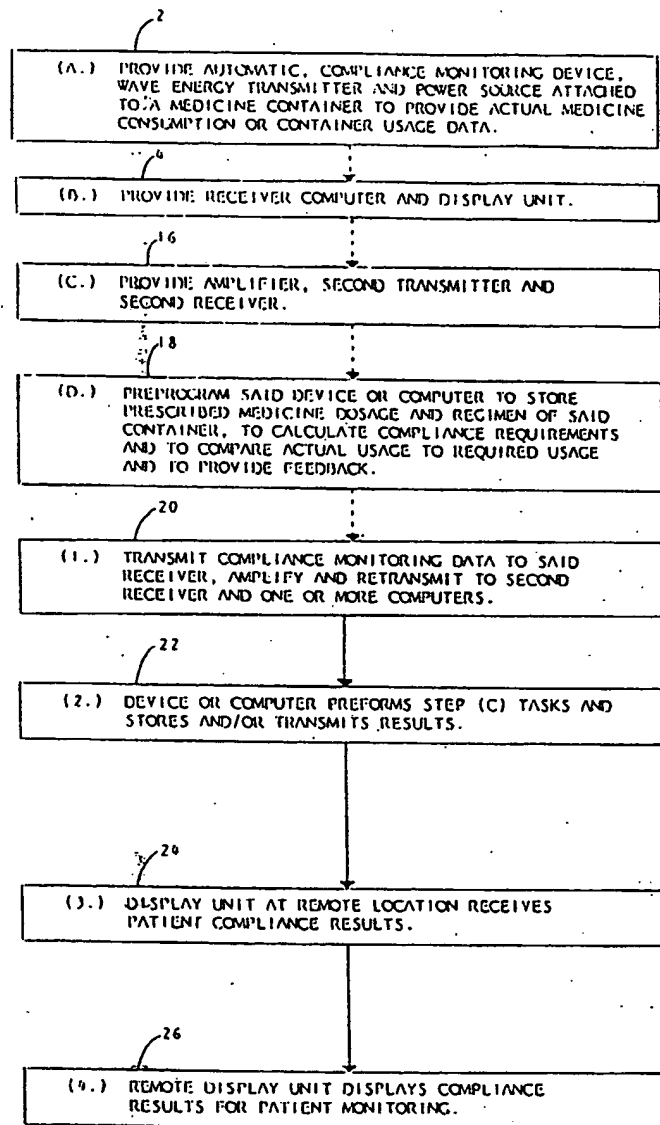 2
(A.) PROVIDE AUTOMATIC, COMPLIANCE MONITORING DEVICE,
WAVE ENERGY TRANSMITTER AND POWER SOURCE ATTACHED
TO A MEDICINE CONTAINER TO PROVIDE ACTUAL MEDICINE
CONSUMPTION OR CONTAINER USAGE DATA.
4
(B.) PROVIDE RECEIVER COMPUTER AND DISPLAY UNIT.
16
(C.) PROVIDE AMPLIFIER, SECOND TRANSMITTER AND
SECOND RECEIVER.
18
(D.) PREPROGRAM SAID DEVICE OR COMPUTER TO STORE
PRESCRIBED MEDICINE DOSAGE AND REGIMEN OF SAID
CONTAINER, TO CALCULATE COMPLIANCE REQUIREMENTS
AND TO COMPARE ACTUAL USAGE TO REQUIRED USAGE
AND TO PROVIDE FEEDBACK.
20
(1.) TRANSMIT COMPLIANCE MONITORING DATA TO SAID
RECEIVER, AMPLIFY AND RETRANSMIT TO SECOND
RECEIVER AND ONE OR MORE COMPUTERS.
22
(2.) DEVICE OR COMPUTER PREFORMS STEP (C) TASKS AND
STORES AND/OR TRANSMITS RESULTS.
24
(3.) DISPLAY UNIT AT REMOTE LOCATION RECEIVES
PATIENT COMPLIANCE RESULTS.
26
(4.) REMOTE DISPLAY UNIT DISPLAYS COMPLIANCE
RESULTS FOR PATIENT MONITORING.